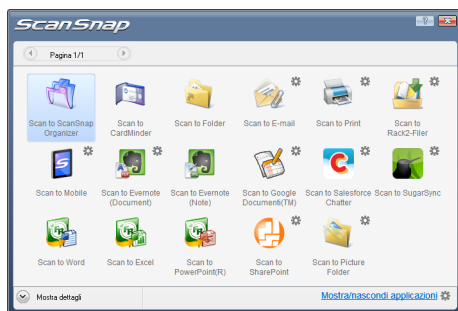 ScanSnap
Pagina 1/1
Scan to ScanSnap Organizer
Scan to CardMinder
Scan to Folder
Scan to E-mail
Scan to Print
Scan to Rack2-Filer
Scan to Mobile
Scan to Evernote (Document)
Scan to Evernote (Note)
Scan to Google Documenti(TM)
Scan to Salesforce Chatter
Scan to SugarSync
Scan to Word
Scan to Excel
Scan to PowerPoint(R)
Scan to SharePoint
Scan to Picture Folder
Mostra dettagli
Mostra/nascondi applicazioni